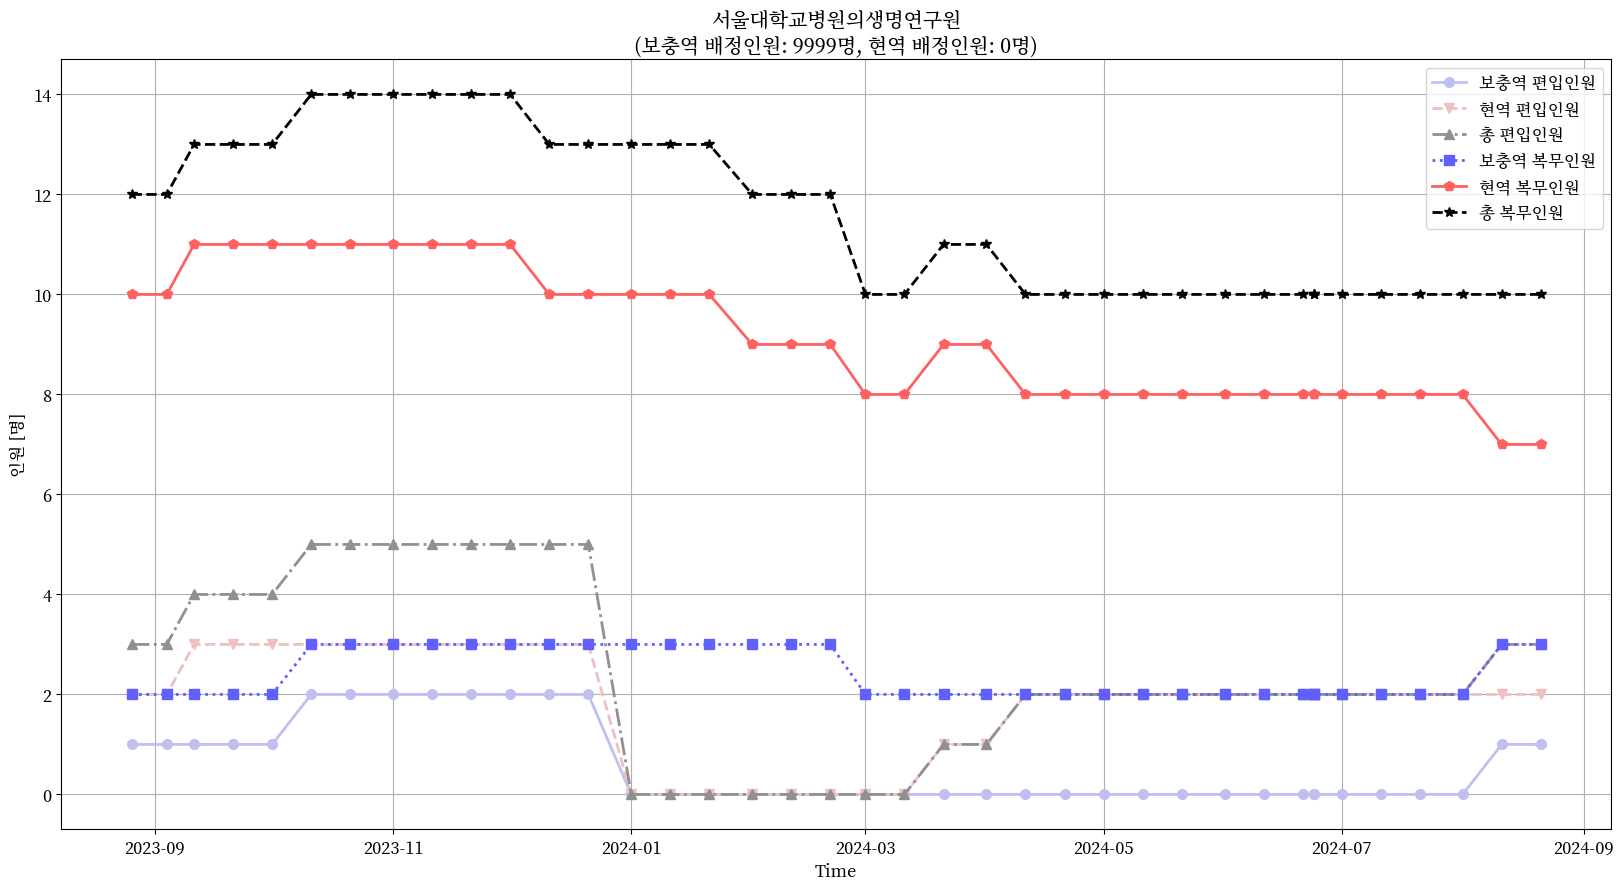 서울대학교병원의생명연구원
(보충역 배정인원: 9999명, 현역 배정인원: 0명)
보충역 편입인원
현역 편입인원
총 편입인원
보충역 복무인원
현역 복무인원
총 복무인원
인원 [명]
14
12
10
8
6
4
2
0
2023-09
2023-11
2024-01
2024-03
2024-05
2024-07
2024-09
Time